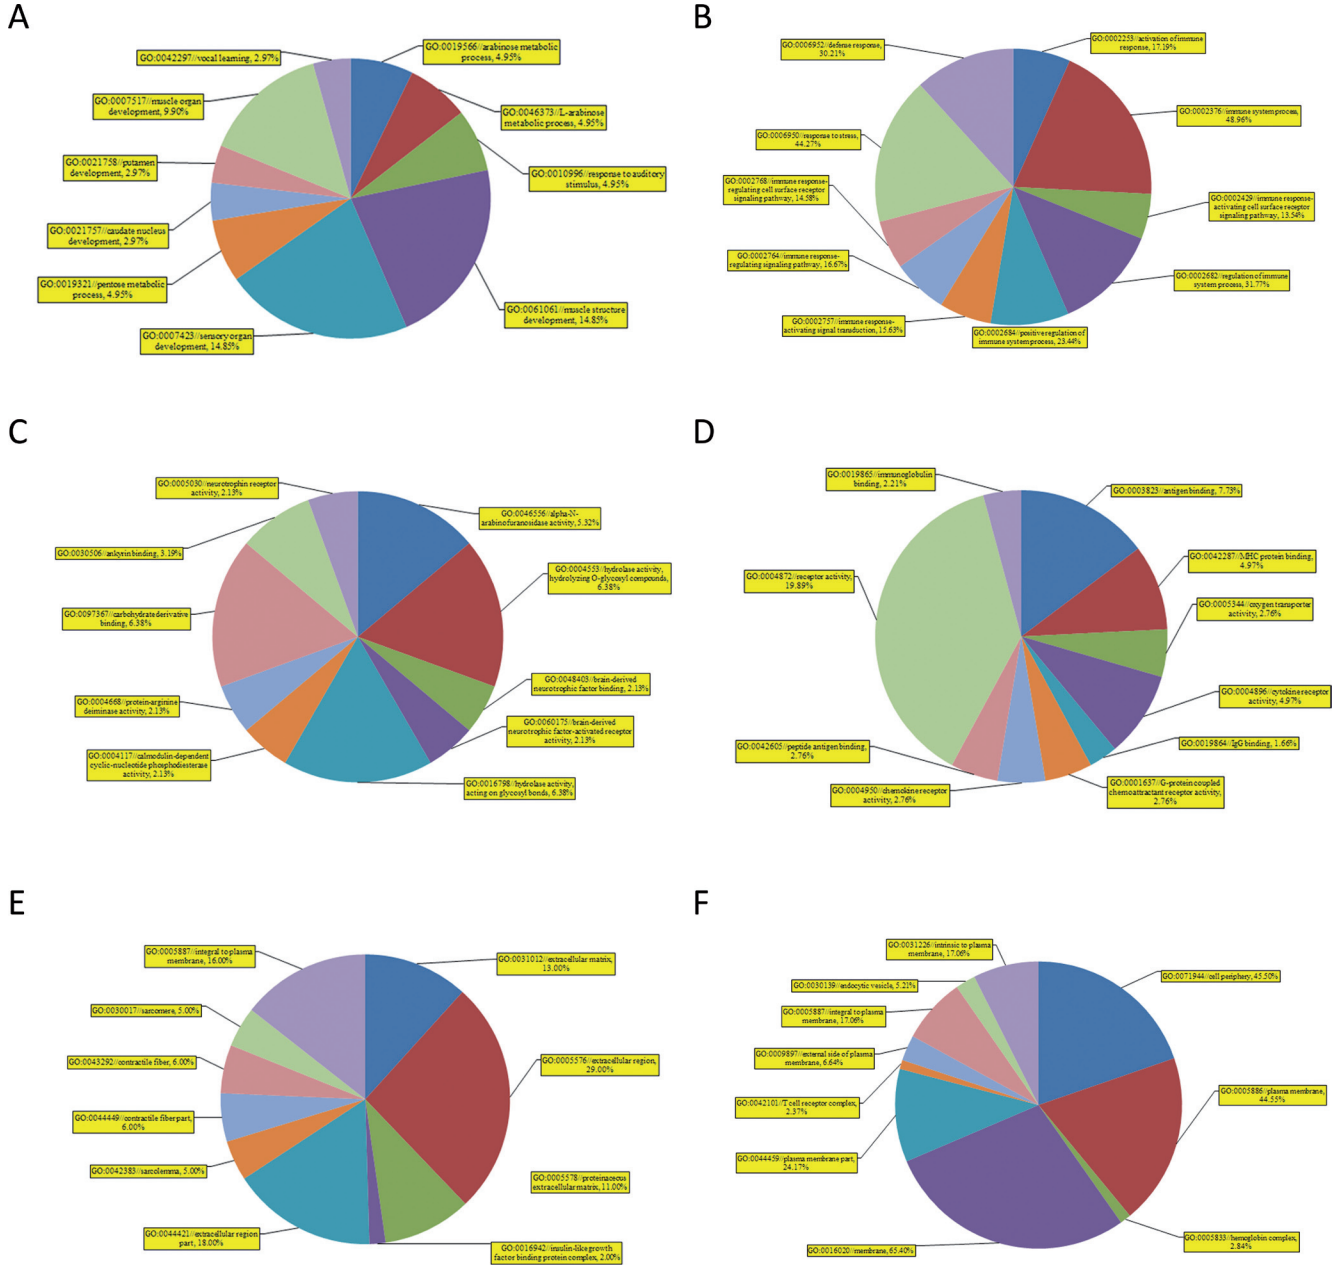 A
GO:0042297//vocal learning, 2.97%
GO:0019566//arabinose metabolic
process, 4.95%
GO:0007517//muscle organ
development, 9.90%
GO:0046373//L-arabinose
metabolic process, 4.95%
GO:0021758//putamen
development, 2.97%
GO:0010996//response to auditory
stimulus, 4.95%
GO:0021757//caudate nucleus
development, 2.97%
GO:0019321//pentose metabolic
process, 4.95%
GO:0061061//muscle structure
development, 14.85%
GO:0007423//sensory organ
development, 14.85%
B
GO:0006952//defense response,
30.21%
GO:0002253//activation of immune
response, 17.19%
GO:0002376//immune system process,
48.96%
GO:0006950//response to stress,
44.27%
GO:0002768//immune response-
regulating cell surface receptor
signaling pathway, 14.58%
GO:0002429//immune response-
activating cell surface receptor
signaling pathway, 13.54%
GO:0002764//immune response-
regulating signaling pathway, 16.67%
GO:0002682//regulation of immune
system process, 31.77%
GO:0002757//immune response-
activating signal transduction, 15.63%
GO:0002684//positive regulation of
immune system process, 23.44%
C
GO:0005030//neurotrophin receptor
activity, 2.13%
GO:0046556//alpha-N-
arabinofuranosidase activity, 5.32%
GO:0030506//ankyrin binding, 3.19%
GO:0004553//hydrolase activity,
hydrolyzing O-glycosyl compounds,
6.38%
GO:0097367//carbohydrate derivative
binding, 6.38%
GO:0048403//brain-derived
neurotrophic factor binding, 2.13%
GO:0004668//protein-arginine
deiminase activity, 2.13%
GO:0060175//brain-derived
neurotrophic factor-activated receptor
activity, 2.13%
GO:0004117//calmodulin-dependent
cyclic-nucleotide phosphodiesterase
activity, 2.13%
GO:0016798//hydrolase activity,
acting on glycosyl bonds, 6.38%
D
GO:0019865//immunoglobulin
binding, 2.21%
GO:0003823//antigen binding, 7.73%
GO:0042287//MHC protein binding,
4.97%
GO:0004872//receptor activity,
19.89%
GO:0005344//oxygen transporter
activity, 2.76%
GO:0004896//cytokine receptor
activity, 4.97%
GO:0019864//IgG binding, 1.66%
GO:0042605//peptide antigen binding,
2.76%
GO:0004950//chemokine receptor
activity, 2.76%
GO:0001637//G-protein coupled
chemoattractant receptor activity,
2.76%
E
GO:0005887//integral to plasma
membrane, 16.00%
GO:0031012//extracellular matrix,
13.00%
GO:0030017//sarcomere, 5.00%
GO:0043292//contractile fiber, 6.00%
GO:0005576//extracellular region,
29.00%
GO:0044449//contractile fiber part,
6.00%
GO:0042383//sarcolemma, 5.00%
GO:0005578//proteinaceous
extracellular matrix, 11.00%
GO:0044421//extracellular region
part, 18.00%
GO:0016942//insulin-like growth
factor binding protein complex, 2.00%
F
GO:0031226//intrinsic to plasma
membrane, 17.06%
GO:0071944//cell periphery, 45.50%
GO:0030139//endocytic vesicle, 5.21%
GO:0005887//integral to plasma
membrane, 17.06%
GO:0009897//external side of plasma
membrane, 6.64%
GO:0005886//plasma membrane,
44.55%
GO:0042101//T cell receptor complex,
2.37%
GO:0044459//plasma membrane part,
24.17%
GO:0005833//hemoglobin complex,
2.84%
GO:0016020//membrane, 65.40%